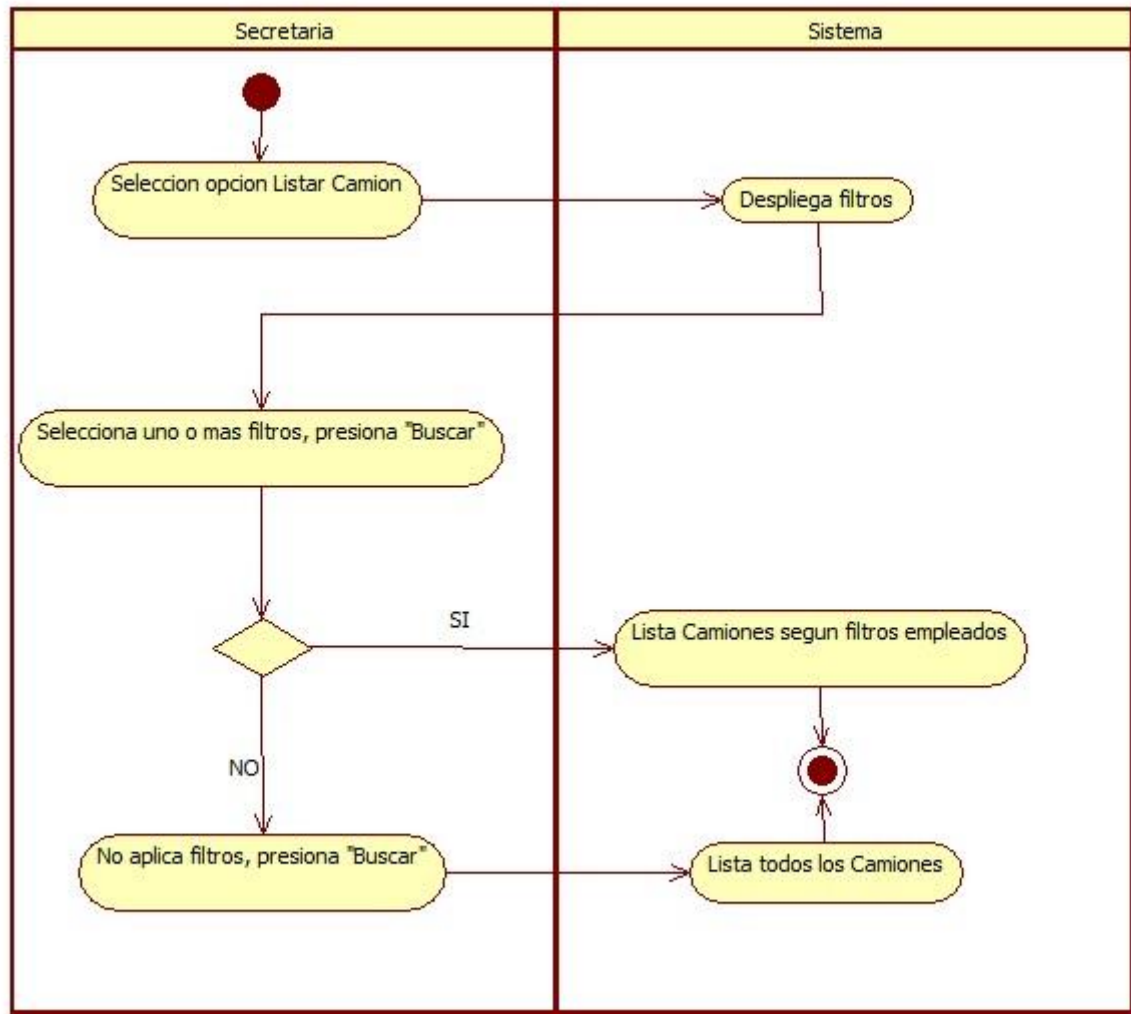 Secretaria
Sistema
Seleccion opcion Listar Camion
Despliega filtros
Selecciona uno o mas filtros, presiona "Buscar"
SI
Lista Camiones segun filtros empleados
NO
No aplica filtros, presiona "Buscar"
Lista todos los Camiones